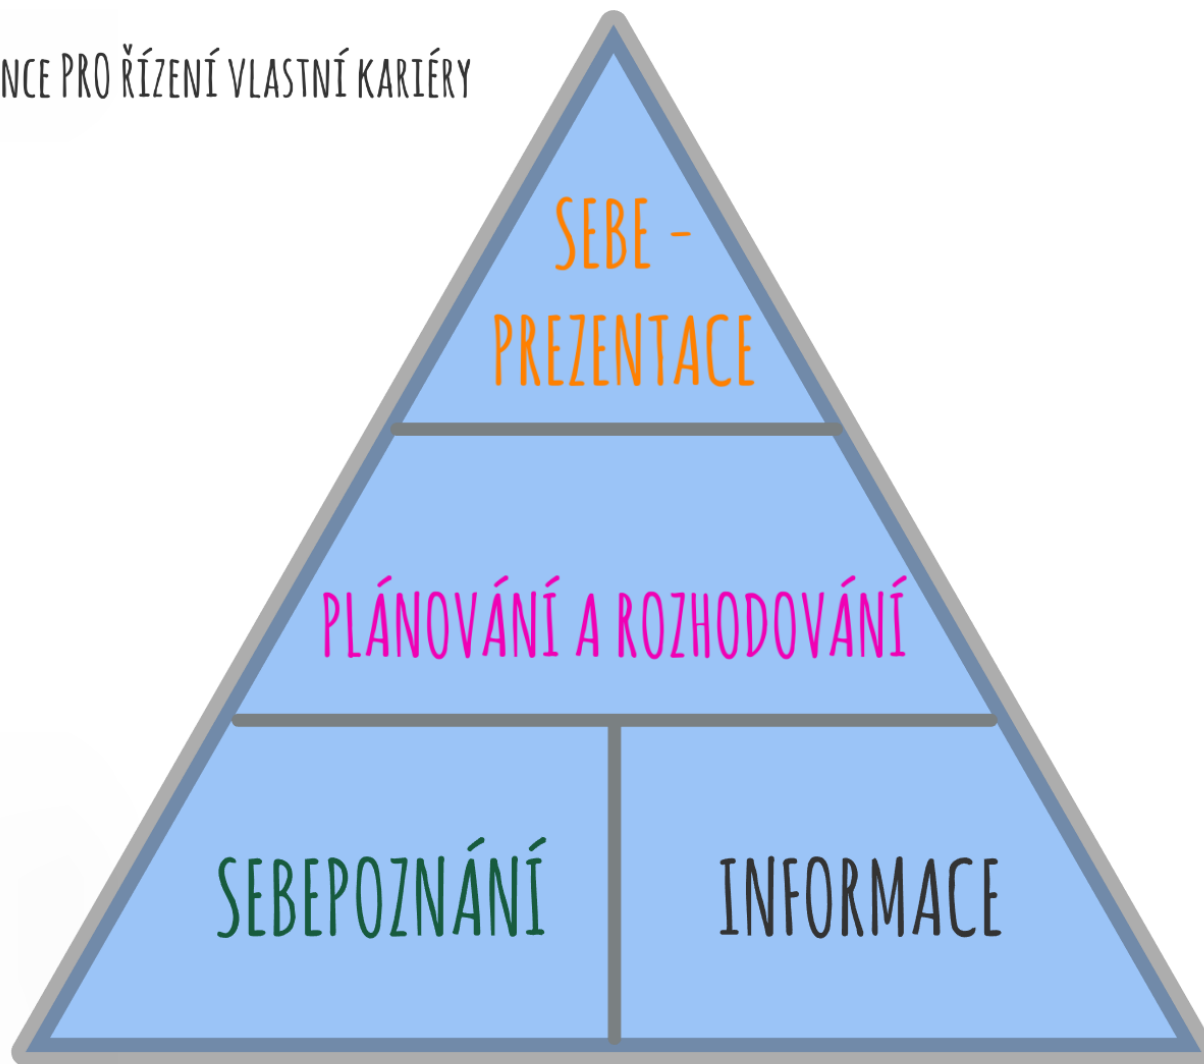 NCE PRO ŘÍZENÍ VLASTNÍ KARIÉRY
SEBE -
PREZENTACE
PLÁNOVÁNÍ A ROZHODOVÁNÍ
SEBEPOZNÁNÍ
INFORMACE